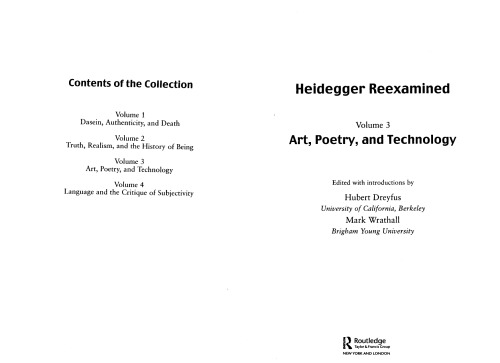 Contents of the Collection
Volume 1
Dasein, Authenticity, and Death
Volume 2
Truth, Realism, and the History of Being
Volume 3
Art, Poetry, and Technology
Volume 4
Language and the Critique of Subjectivity
Heidegger Reexamined
Volume 3
Art, Poetry, and Technology
Edited with introductions by
Hubert Dreyfus
University of California, Berkeley
Mark Wrathall
Brigham Young University
R Routledge
Taylor & Francis Group
NEW YORK AND LONDON